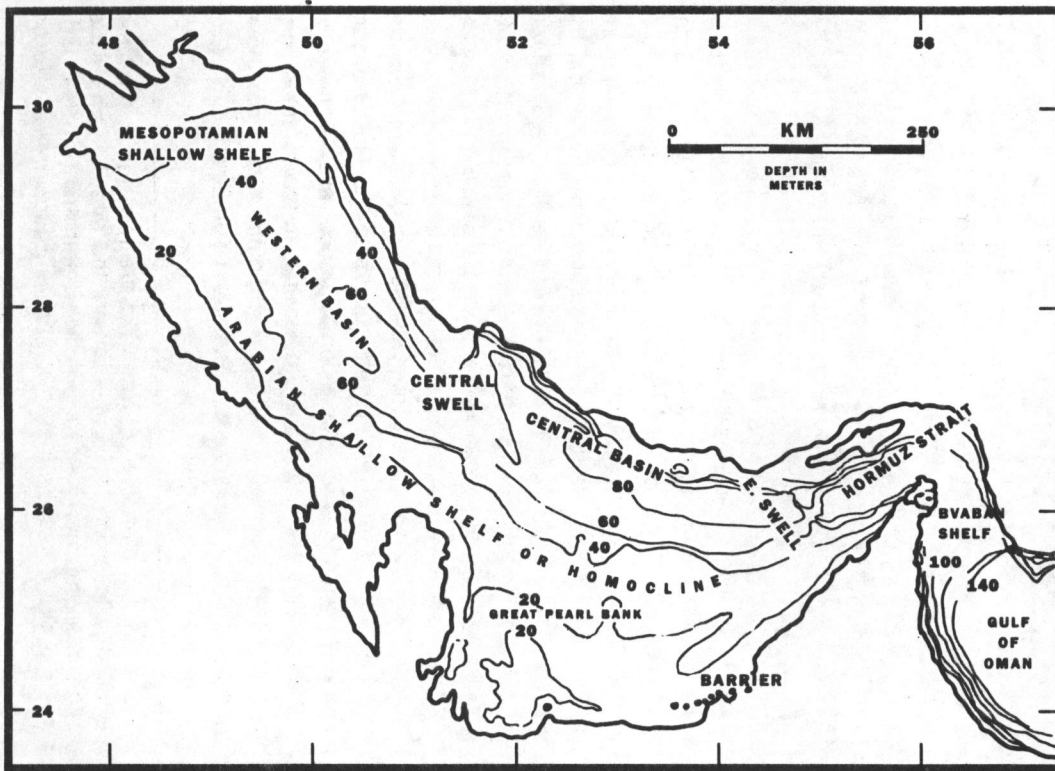 48 50 52 54 56
30
28
26
24
0 KM 250
DEPTH IN
METERS
MESOPOTAMIAN
SHALLOW SHELF
40
20
WESTERN BASIN
40
60
60
ARABIAN SHALLOW SHELF OR HOMOCLINE
CENTRAL
SWELL
CENTRAL BASIN
80
60
40
E. SWELL
HORMUZ STRAIT
BVABAN
SHELF
100
140
GULF
OF
OMAN
20
GREAT PEARL BANK
20
BARRIER